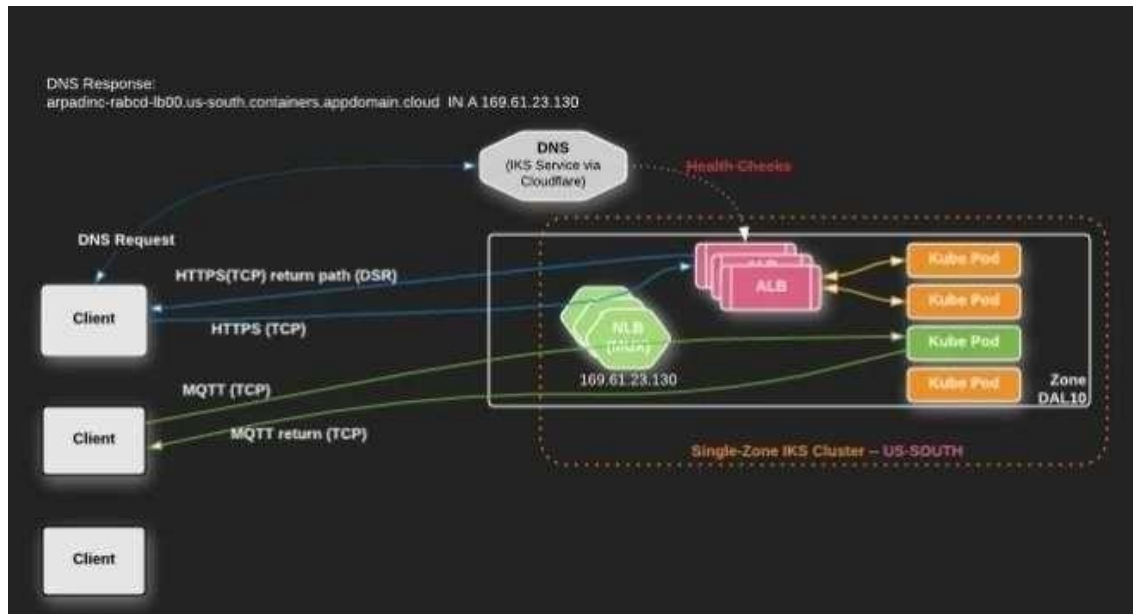 DNS Response:
arpadinc-rabcd-lb00.us-south.containers.appdomain.cloud IN A 169.61.23.130
DNS
(IKS Service via
Cloudflare)
Health Checks
DNS Request
HTTPS(TCP) return path (DSR)
HTTPS (TCP)
Client
ALB
ALB
Kube Pod
Kube Pod
NLB
(MUX)
169.61.23.130
Kube Pod
Kube Pod
Zone
DAL10
MQTT (TCP)
MQTT return (TCP)
Client
Single-Zone IKS Cluster -- US-SOUTH
Client